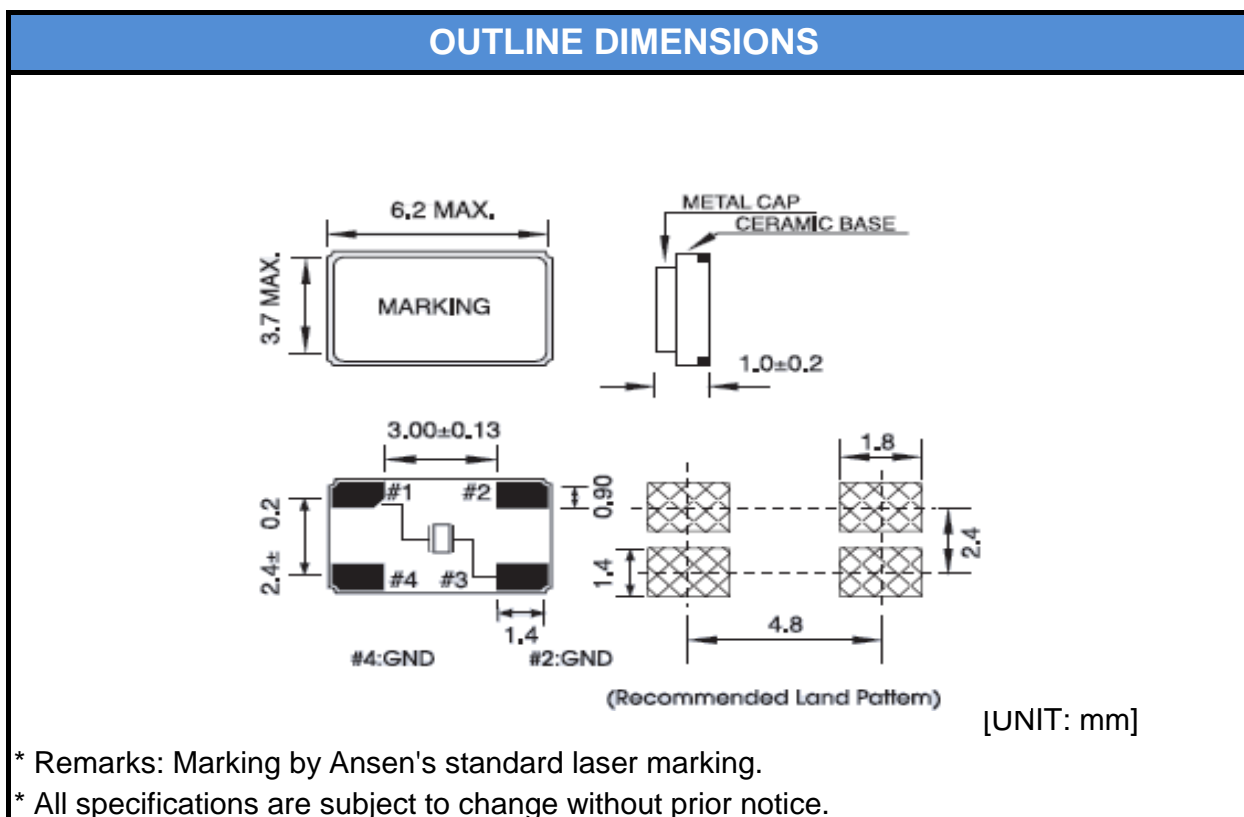 OUTLINE DIMENSIONS
6.2 MAX.
3.7 MAX.
MARKING
METAL CAP
CERAMIC BASE
1.0±0.2
3.00±0.13
#1
#2
0.90
2.4± 0.2
#4
#3
1.4
#4:GND
#2:GND
1.8
2.4
1.4
4.8
(Recommended Land Pattern)
[UNIT: mm]
* Remarks: Marking by Ansen's standard laser marking.
* All specifications are subject to change without prior notice.